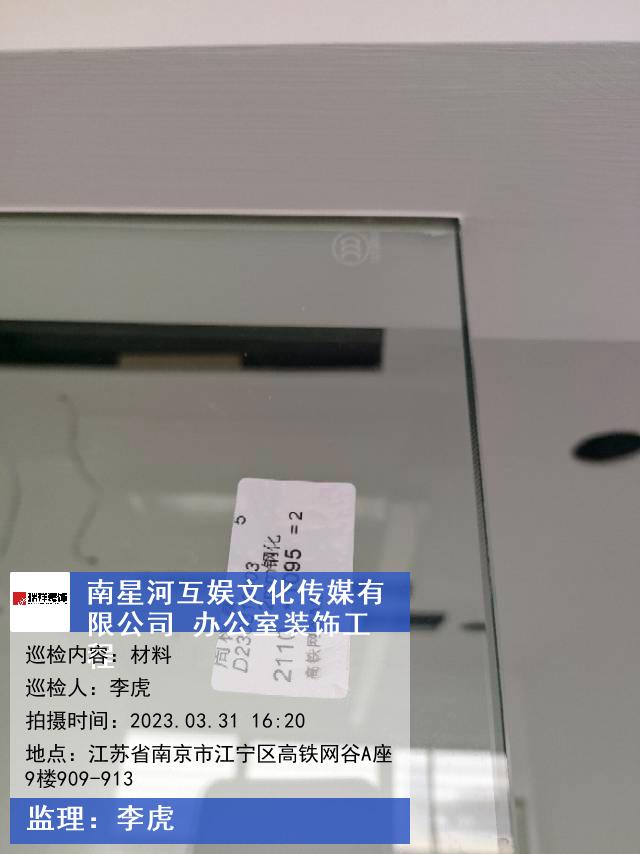 5
钢化
=2
南星河互娱文化传媒有
限公司 办公室装饰工
程
巡检内容：材料
巡检人：李虎
拍摄时间：2023.03.31 16:20
地点：江苏省南京市江宁区高铁网谷A座
9楼909-913
监理：李虎